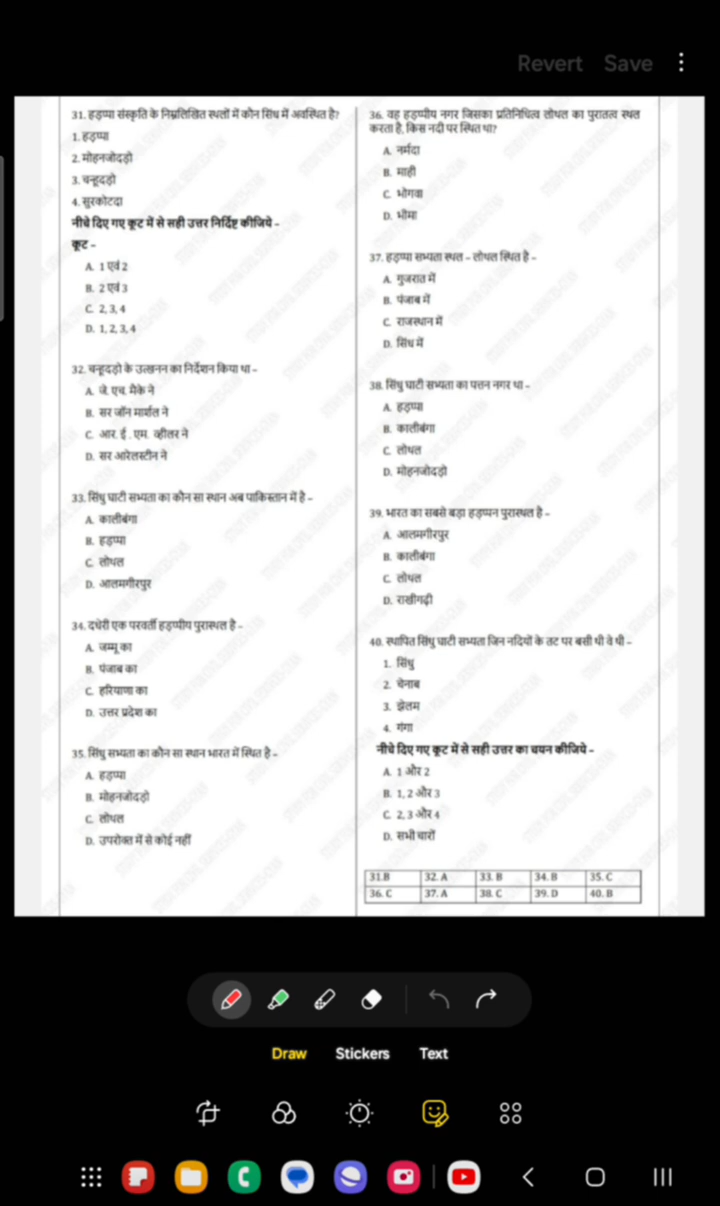 Revert Save
31. हड़प्पा संस्कृति के निम्नलिखित स्थलों में कौन सिंध में अवस्थित है?
1. हड़प्पा
2. मोहनजोदड़ो
3. चन्हूदड़ो
4. सुरकोटदा
नीचे दिए गए कूट में से सही उत्तर निर्दिष्ट कीजिये -
कूट -
A. 1 एवं 2
B. 2 एवं 3
C. 2, 3, 4
D. 1, 2, 3, 4
32. चन्हूदड़ो के उत्खनन का निर्देशन किया था -
A. जे. एच. मैके ने
B. सर जॉन मार्शल ने
C. आर. ई . एम. व्हीलर ने
D. सर आरेलस्टीन ने
33. सिंधु घाटी सभ्यता का कौन सा स्थान अब पाकिस्तान में है -
A. कालीबंगा
B. हड़प्पा
C. लोथल
D. आलमगीरपुर
34. दधेरी एक परवर्ती हड़प्पीय पुरास्थल है -
A. जम्मू का
B. पंजाब का
C. हरियाणा का
D. उत्तर प्रदेश का
35. सिंधु सभ्यता का कौन सा स्थान भारत में स्थित है -
A. हड़प्पा
B. मोहनजोदड़ो
C. लोथल
D. उपरोक्त में से कोई नहीं
36. वह हड़प्पीय नगर जिसका प्रतिनिधित्व लोथल का पुरातत्व स्थल
करता है, किस नदी पर स्थित था?
A. नर्मदा
B. माही
C. भोगवा
D. भीमा
37. हड़प्पा सभ्यता स्थल - लोथल स्थित है -
A. गुजरात में
B. पंजाब में
C. राजस्थान में
D. सिंध में
38. सिंधु घाटी सभ्यता का पत्तन नगर था -
A. हड़प्पा
B. कालीबंगा
C. लोथल
D. मोहनजोदड़ो
39. भारत का सबसे बड़ा हड़प्पन पुरास्थल है -
A. आलमगीरपुर
B. कालीबंगा
C. लोथल
D. राखीगढ़ी
40. स्थापित सिंधु घाटी सभ्यता जिन नदियों के तट पर बसी थी वे थी -
1. सिंधु
2. चेनाब
3. झेलम
4. गंगा
नीचे दिए गए कूट में से सही उत्तर का चयन कीजिये -
A. 1 और 2
B. 1, 2 और 3
C. 2, 3 और 4
D. सभी चारों
31.B 32. A 33. B 34. B 35. C
36. C 37. A 38. C 39. D 40. B
Draw Stickers Text